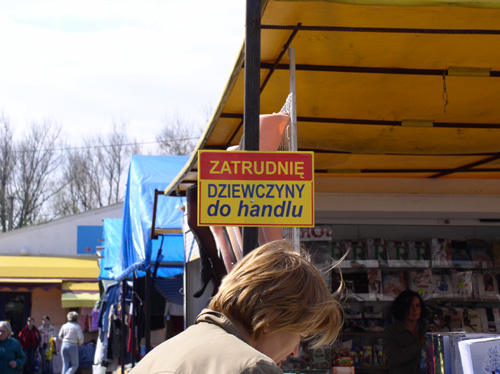 ZATRUDNIĘ
DZIEWCZYNY
do handlu